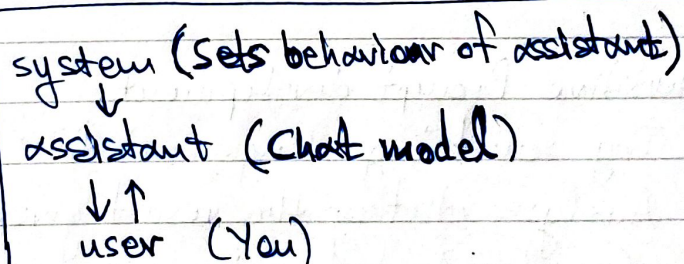 system (Sets behaviour of assistant)
↓
assistant (Chat model)
↓↑
user (You)